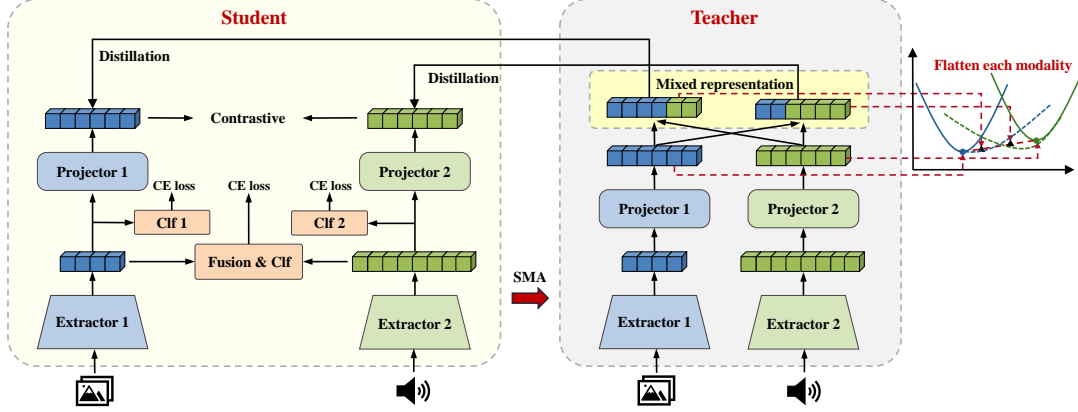 Student
Teacher
Distillation
Distillation
Mixed representation
Flatten each modality
Contrastive
Projector 1
Projector 2
CE loss
CE loss
CE loss
Clf 1
Clf 2
Projector 1
Projector 2
Fusion & Clf
SMA
Extractor 1
Extractor 2
Extractor 1
Extractor 2